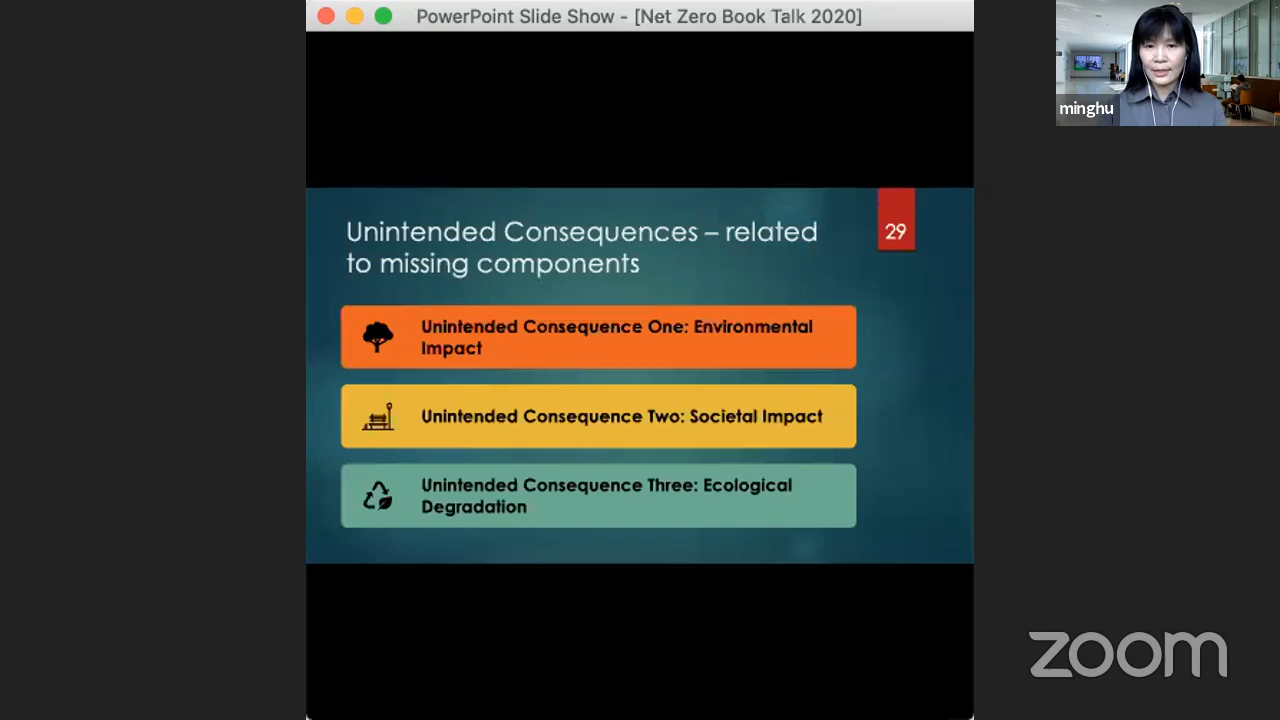 PowerPoint Slide Show - [Net Zero Book Talk 2020]
minghu
Unintended Consequences – related
to missing components
29
Unintended Consequence One: Environmental
Impact
Unintended Consequence Two: Societal Impact
Unintended Consequence Three: Ecological
Degradation
zoom